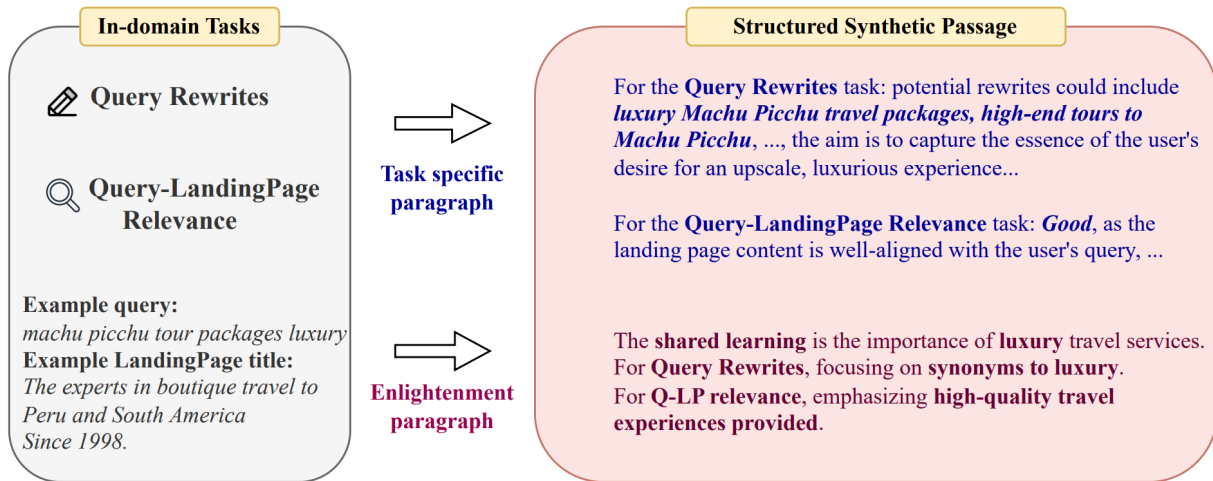 In-domain Tasks
Query Rewrites
Query-LandingPage
Relevance
Example query:
machu picchu tour packages luxury
Example LandingPage title:
The experts in boutique travel to
Peru and South America
Since 1998.
Task specific
paragraph
Enlightenment
paragraph
Structured Synthetic Passage
For the Query Rewrites task: potential rewrites could include
luxury Machu Picchu travel packages, high-end tours to
Machu Picchu, ..., the aim is to capture the essence of the user's
desire for an upscale, luxurious experience...
For the Query-LandingPage Relevance task: Good, as the
landing page content is well-aligned with the user's query, ...
The shared learning is the importance of luxury travel services.
For Query Rewrites, focusing on synonyms to luxury.
For Q-LP relevance, emphasizing high-quality travel
experiences provided.